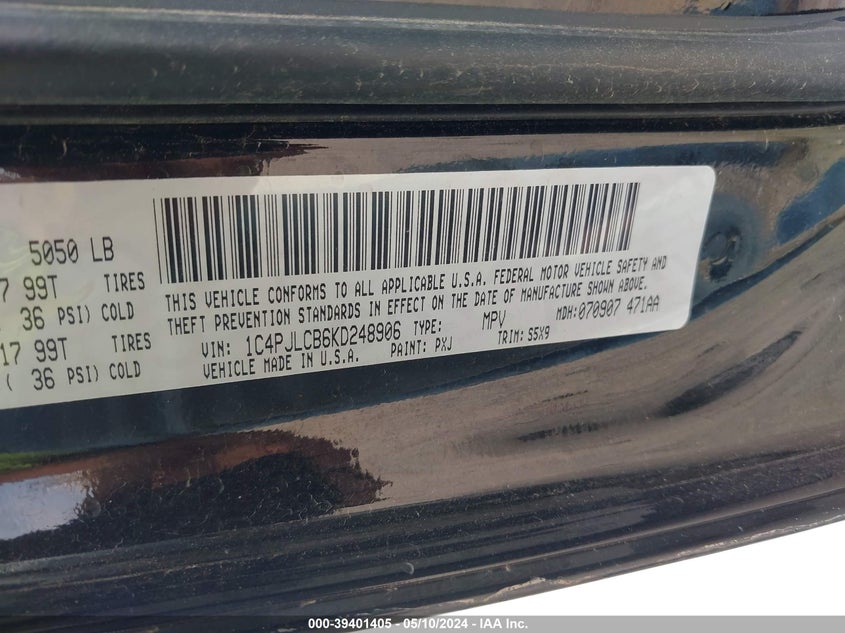 5050 LB
7 99T TIRES
36 PSI) COLD
17 99T TIRES
( 36 PSI) COLD
THIS VEHICLE CONFORMS TO ALL APPLICABLE U.S.A. FEDERAL MOTOR VEHICLE SAFETY AND
THEFT PREVENTION STANDARDS IN EFFECT ON THE DATE OF MANUFACTURE SHOWN ABOVE.
VIN: 1C4PJLCB6KD248906 TYPE: MPV MDH:070907 471AA
VEHICLE MADE IN U.S.A. PAINT: PXJ TRIM: S5X9
000-39401405 - 05/10/2024 - IAA Inc.